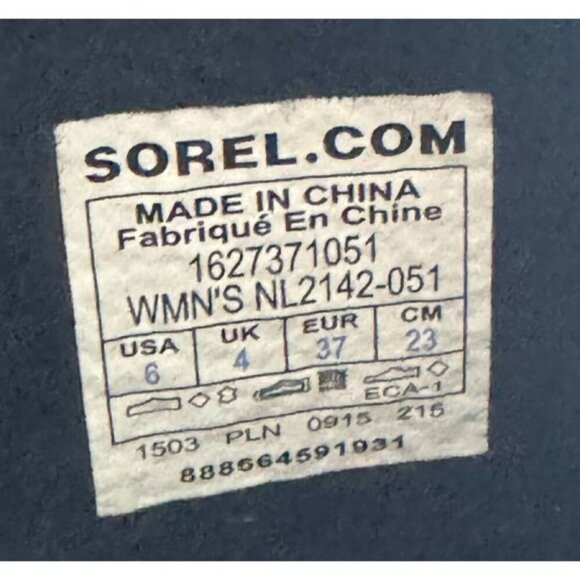 SOREL.COM
MADE IN CHINA
Fabriqué En Chine
1627371051
WMN'S NL2142-051
USA UK EUR CM
6 4 37 23
ECA-1
1503 PLN 0915 215
888564591931